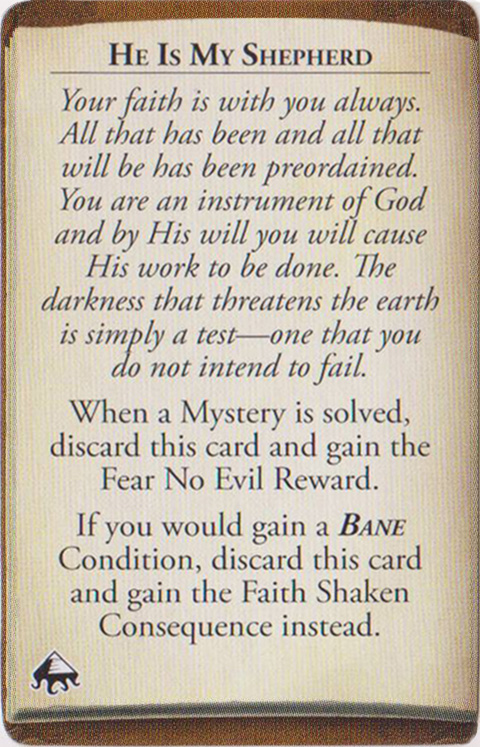 He Is My Shepherd
Your faith is with you always.
All that has been and all that
will be has been preordained.
You are an instrument of God
and by His will you will cause
His work to be done. The
darkness that threatens the earth
is simply a test—one that you
do not intend to fail.
When a Mystery is solved,
discard this card and gain the
Fear No Evil Reward.
If you would gain a Bane
Condition, discard this card
and gain the Faith Shaken
Consequence instead.